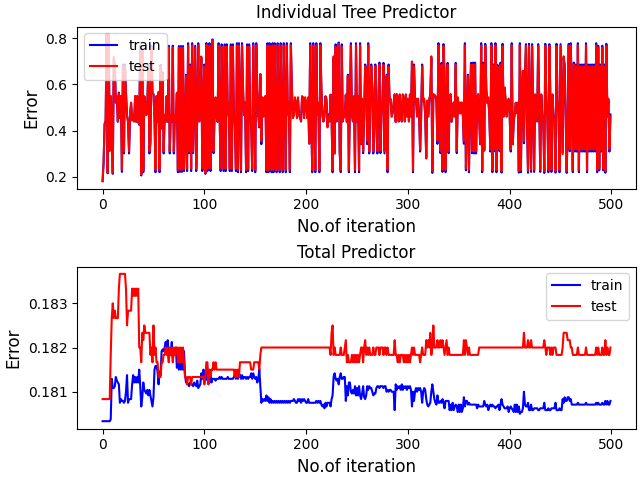 Individual Tree Predictor
train
test
0.8
0.6
0.4
0.2
Error
0
100
200
300
400
500
No.of iteration
Total Predictor
train
test
0.183
0.182
0.181
Error
0
100
200
300
400
500
No.of iteration